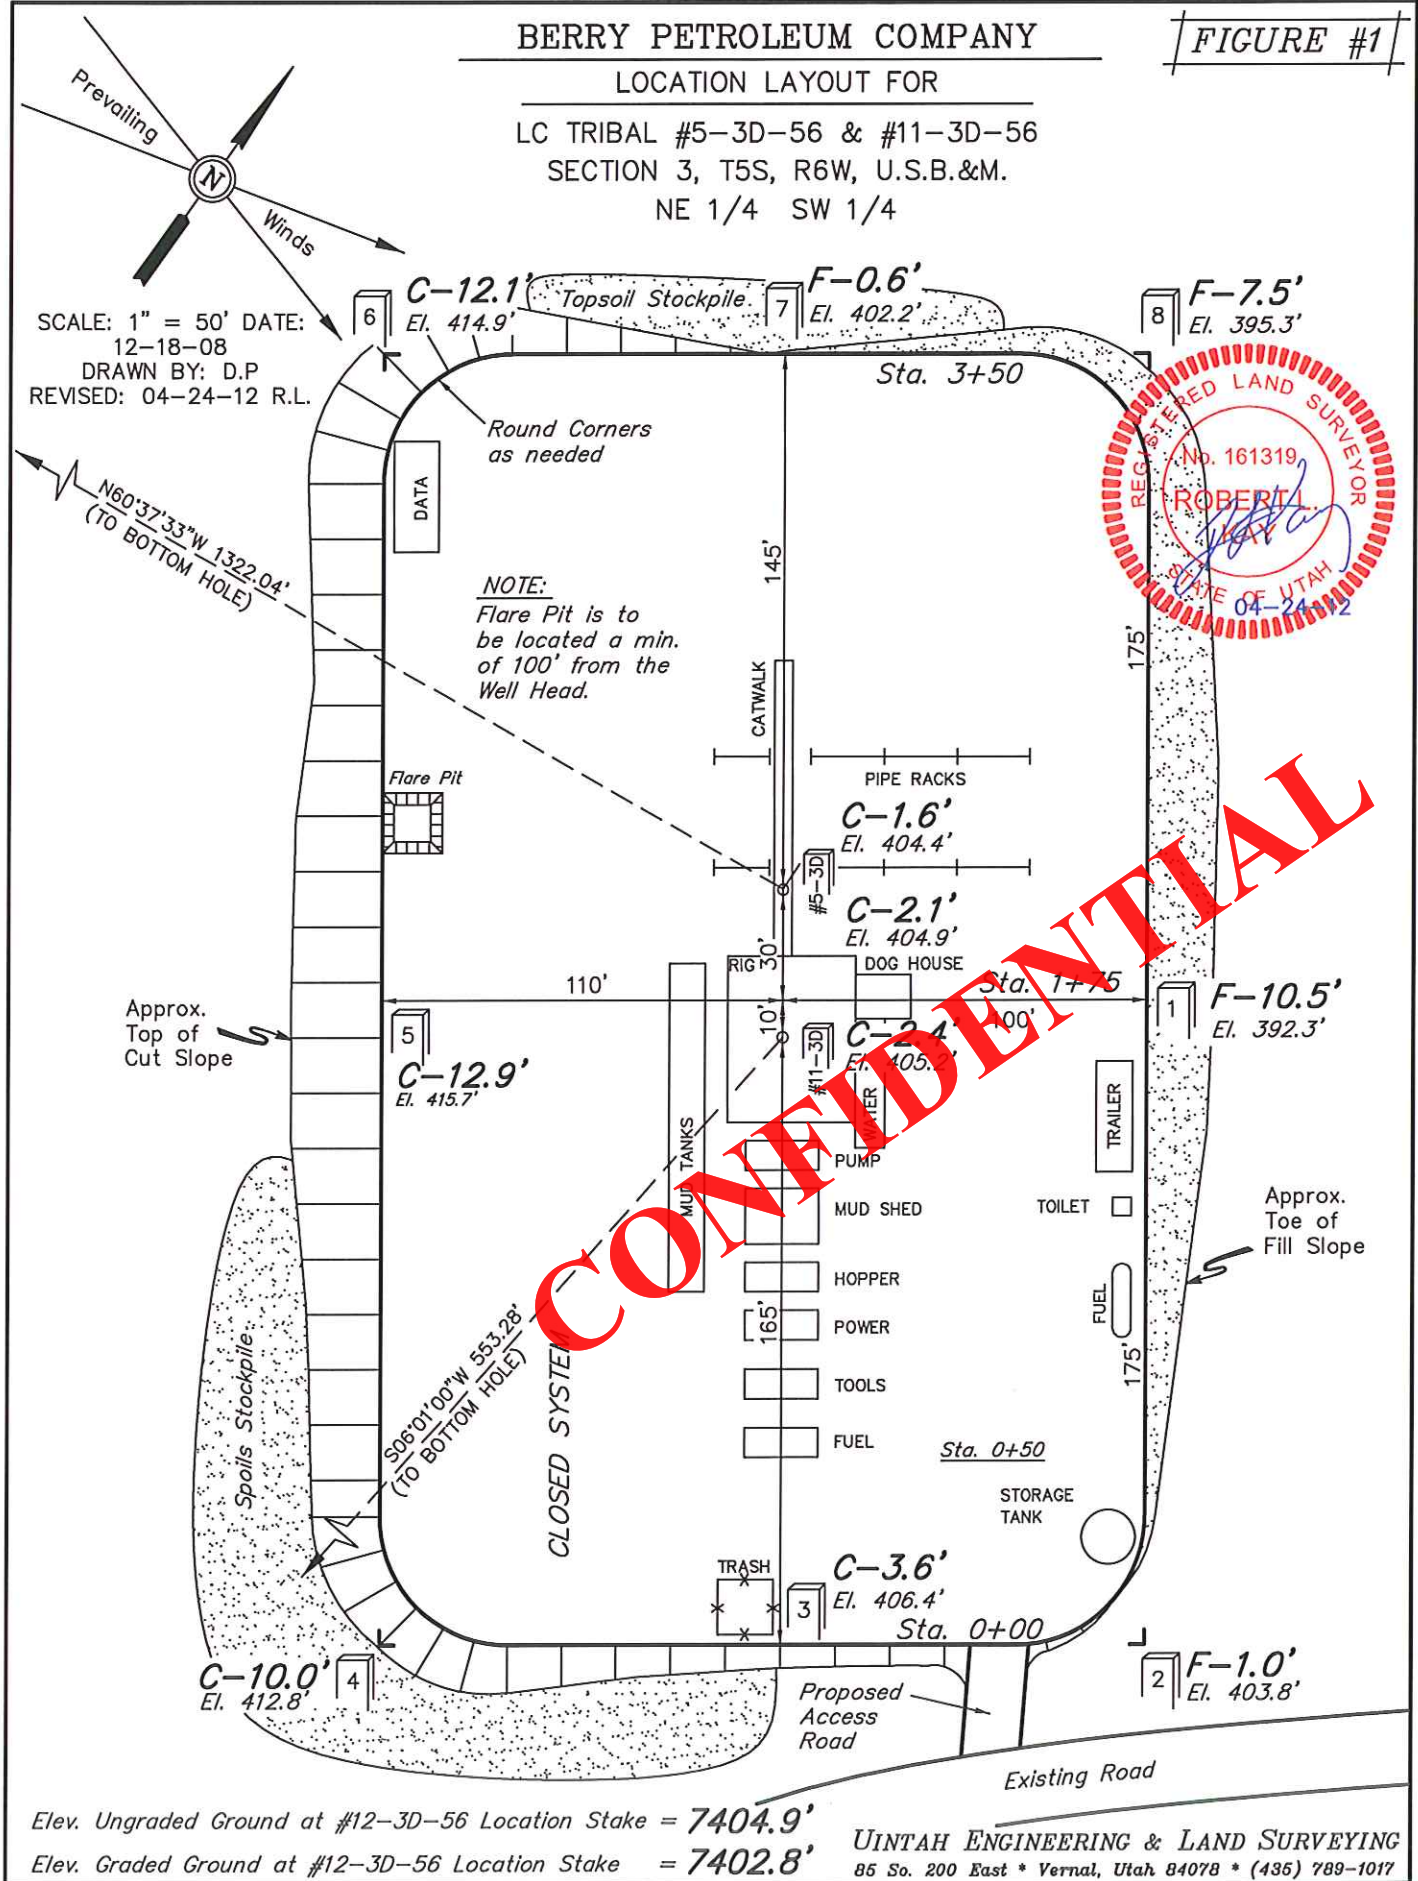 BERRY PETROLEUM COMPANY
FIGURE #1
LOCATION LAYOUT FOR
LC TRIBAL #5-3D-56 & #11-3D-56
SECTION 3, T5S, R6W, U.S.B.&M.
NE 1/4 SW 1/4
Prevailing
Winds
N
SCALE: 1" = 50' DATE:
12-18-08
DRAWN BY: D.P
REVISED: 04-24-12 R.L.
6
C-12.1'
El. 414.9'
Topsoil Stockpile
7
F-0.6'
El. 402.2'
8
F-7.5'
El. 395.3'
Sta. 3+50
REGISTERED LAND SURVEYOR
No. 161319
ROBERT L.
KAY
STATE OF UTAH
04-24-12
Round Corners
as needed
DATA
N60°37'33"W 1322.04'
(TO BOTTOM HOLE)
145'
175'
NOTE:
Flare Pit is to
be located a min.
of 100' from the
Well Head.
CATWALK
Flare Pit
PIPE RACKS
C-1.6'
El. 404.4'
#5-3D
C-2.1'
El. 404.9'
RIG
30'
DOG HOUSE
110'
Sta. 1+75
100'
10'
Approx.
Top of
Cut Slope
5
C-12.9'
El. 415.7'
#11-3D
C-2.4'
El. 405.2'
1
F-10.5'
El. 392.3'
WATER
TRAILER
MUD TANKS
PUMP
MUD SHED
TOILET
Approx.
Toe of
Fill Slope
HOPPER
FUEL
165'
POWER
175'
TOOLS
FUEL
CONFIDENTIAL
Spoils Stockpile
S06°01'00"W 553.28'
(TO BOTTOM HOLE)
CLOSED SYSTEM
Sta. 0+50
STORAGE
TANK
TRASH
3
C-3.6'
El. 406.4'
Sta. 0+00
C-10.0'
El. 412.8'
4
2
F-1.0'
El. 403.8'
Proposed
Access
Road
Existing Road
Elev. Ungraded Ground at #12-3D-56 Location Stake = 7404.9'
Elev. Graded Ground at #12-3D-56 Location Stake = 7402.8'
UINTAH ENGINEERING & LAND SURVEYING
85 So. 200 East * Vernal, Utah 84078 * (435) 789-1017